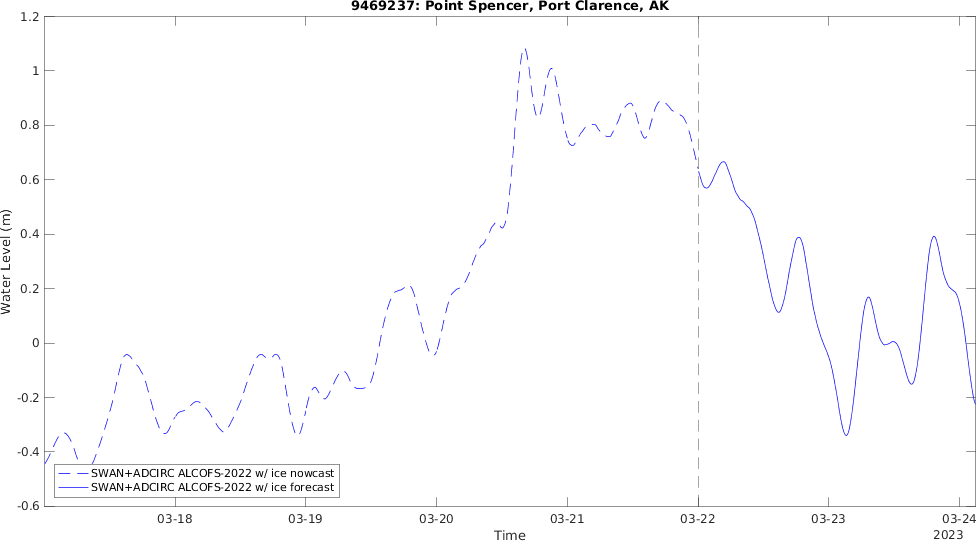 9469237: Point Spencer, Port Clarence, AK
1.2
1
0.8
0.6
0.4
0.2
0
-0.2
-0.4
-0.6
Water Level (m)
SWAN+ADCIRC ALCOFS-2022 w/ ice nowcast
SWAN+ADCIRC ALCOFS-2022 w/ ice forecast
03-18 03-19 03-20 03-21 03-22 03-23 03-24
Time
2023